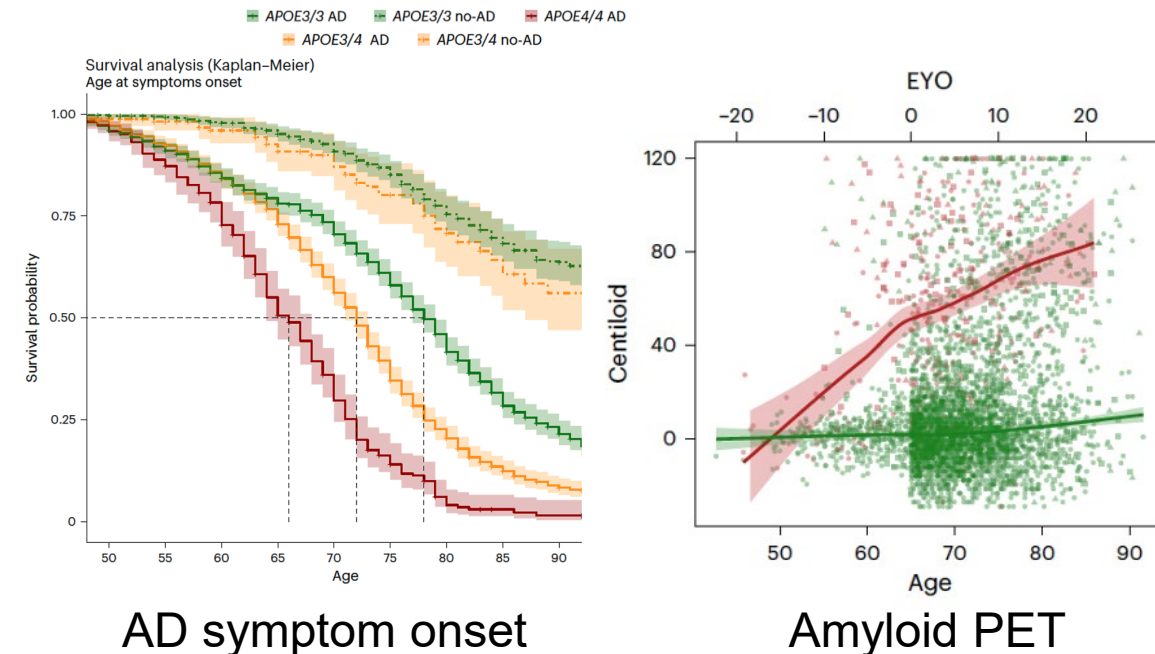 APOE3/3 AD APOE3/3 no-AD APOE4/4 AD
APOE3/4 AD APOE3/4 no-AD
Survival analysis (Kaplan–Meier)
Age at symptoms onset
Survival probability
1.00
0.75
0.50
0.25
0
50 55 60 65 70 75 80 85 90
Age
AD symptom onset
EYO
−20 −10 0 10 20
Centiloid
120
80
40
0
50 60 70 80 90
Age
Amyloid PET